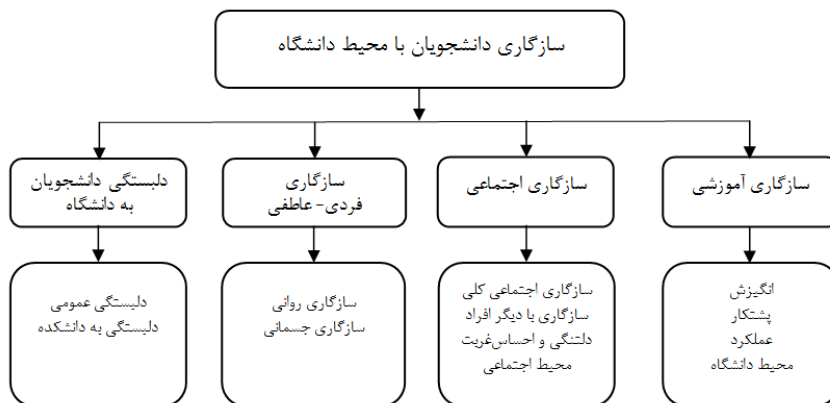 سازگاری دانشجویان با محیط دانشگاه
سازگاری آموزشی
سازگاری اجتماعی
سازگاری
فردی- عاطفی
دلبستگی دانشجویان
به دانشگاه
انگیزش
پشتکار
عملکرد
محیط دانشگاه
سازگاری اجتماعی کلی
سازگاری با دیگر افراد
دلتنگی و احساس‌غربت
محیط اجتماعی
سازگاری روانی
سازگاری جسمانی
دلبستگی عمومی
دلبستگی به دانشکده